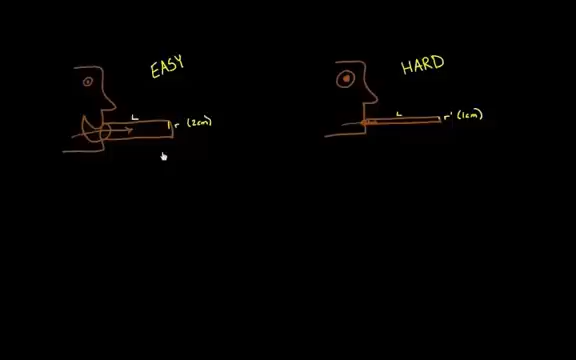 EASY
L
r (2cm)
HARD
L
r' (1cm)